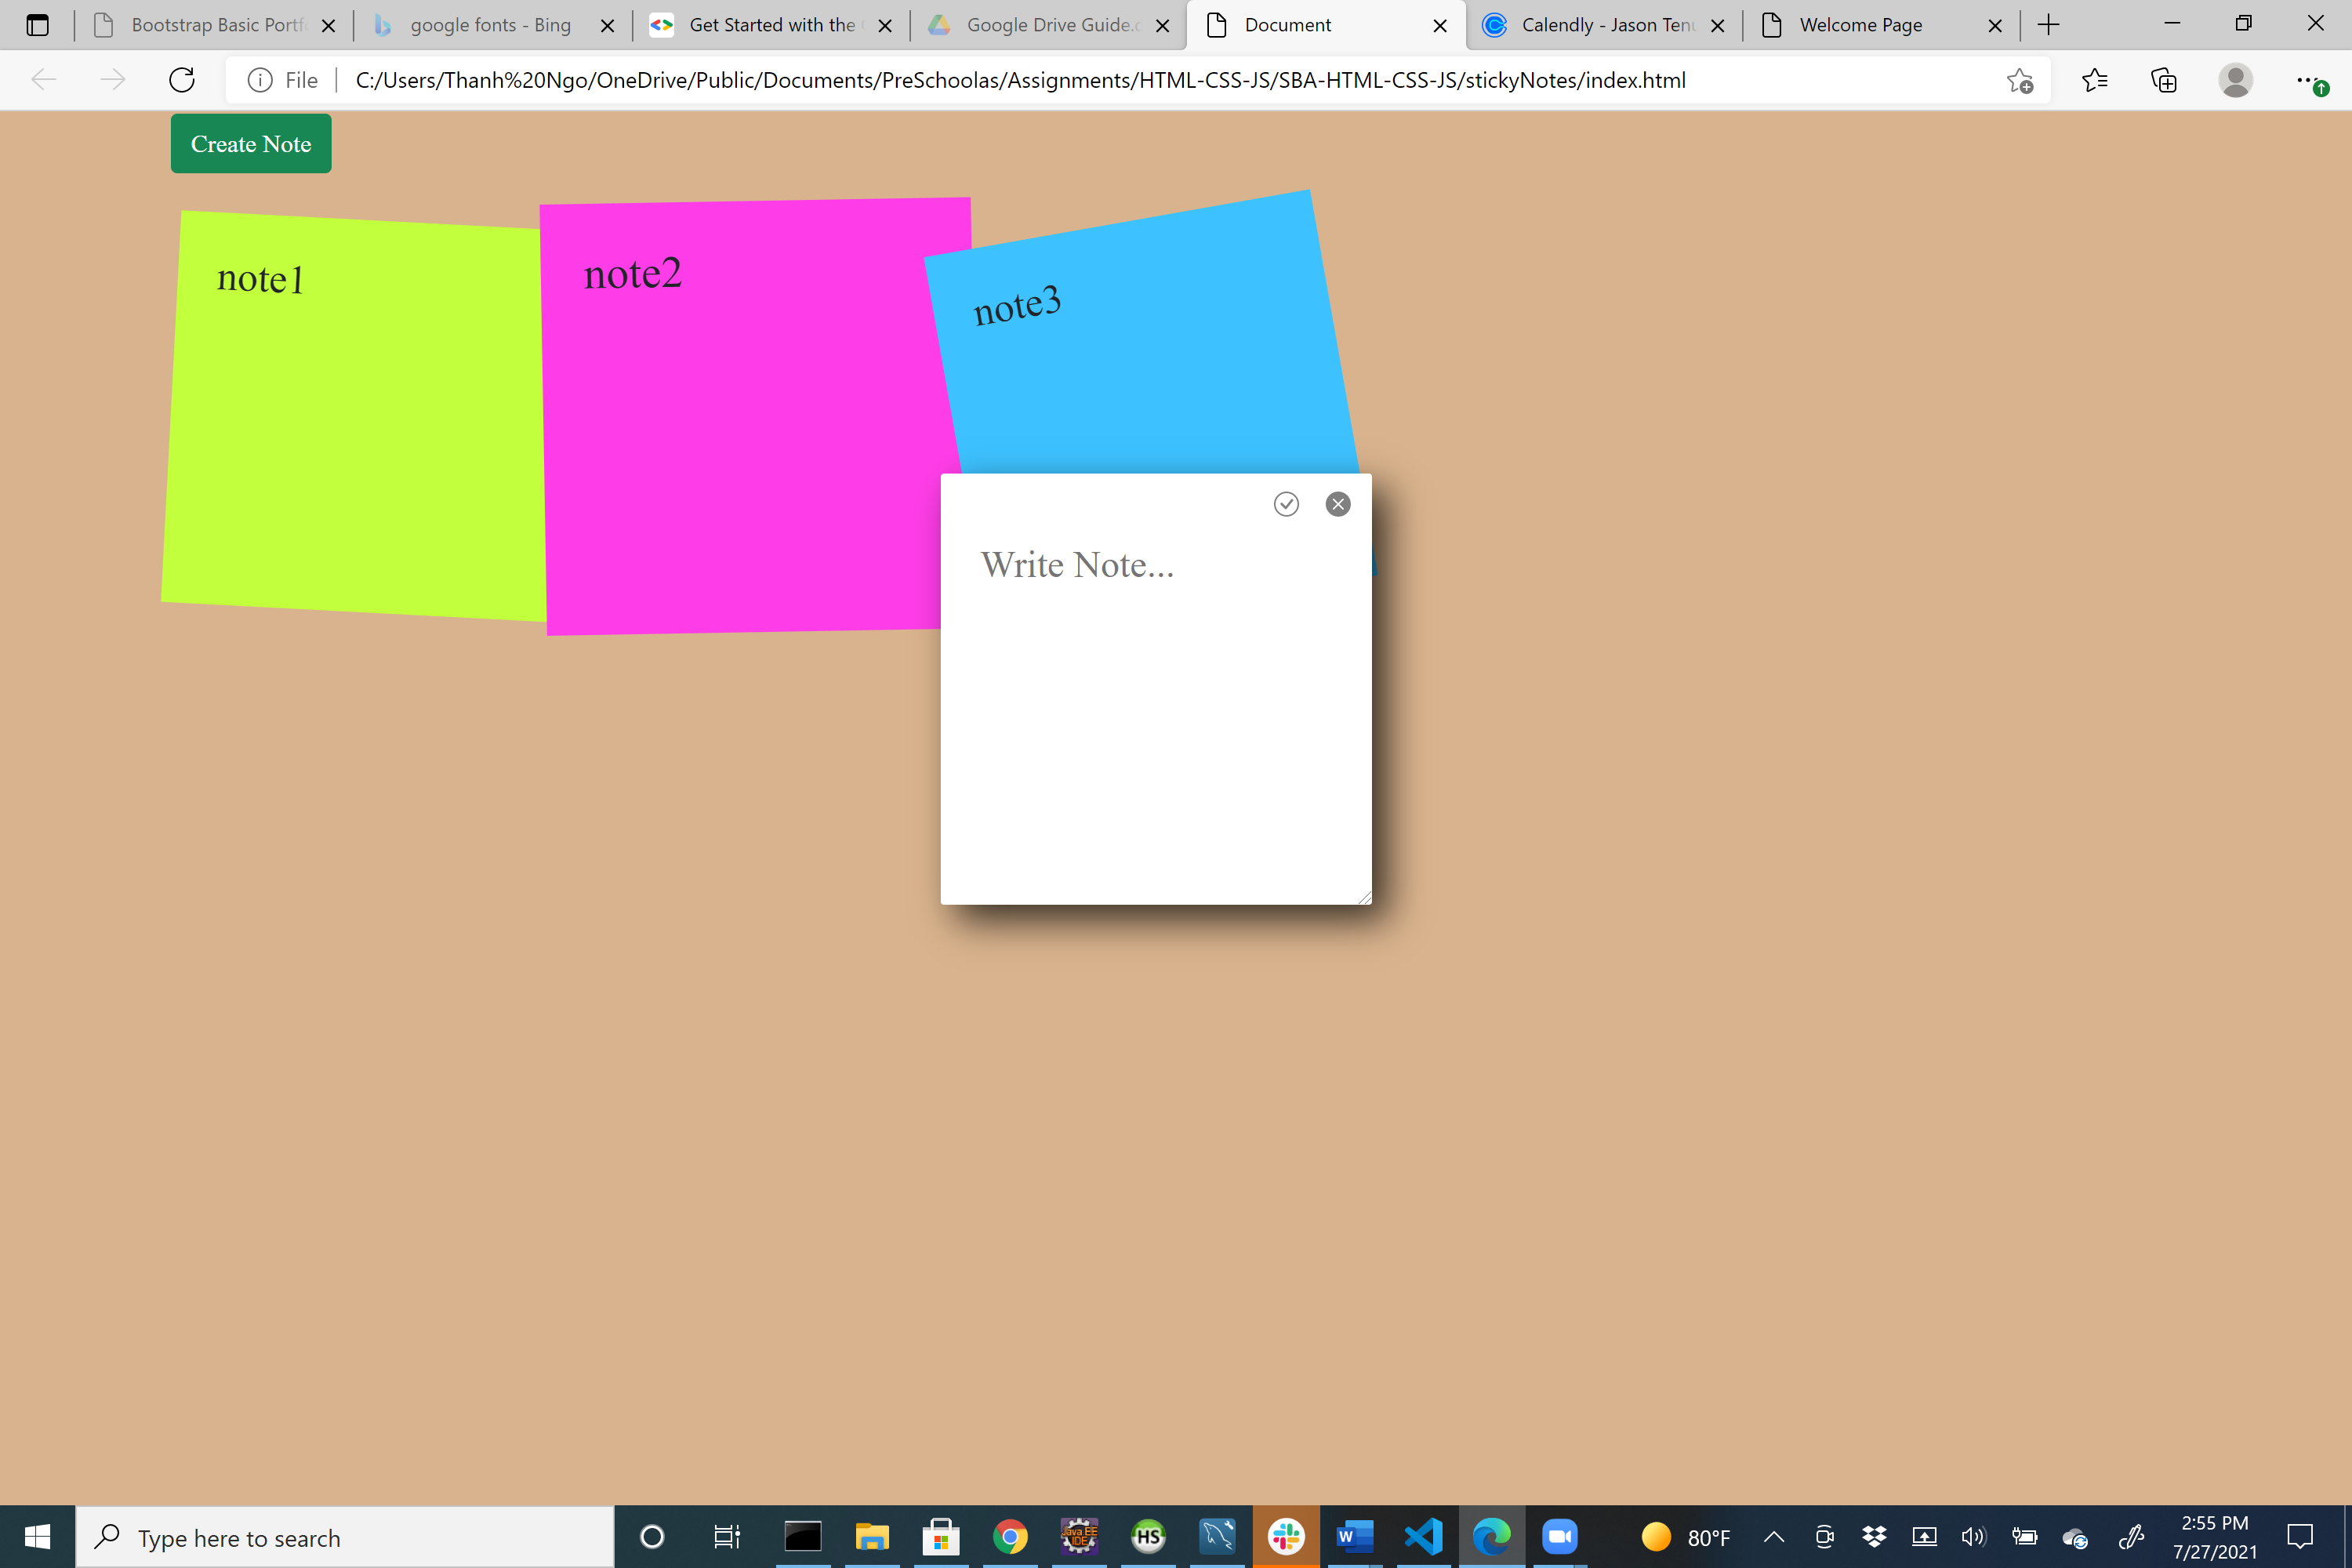 Bootstrap Basic Portf
google fonts - Bing
Get Started with the
Google Drive Guide.
Document
Calendly - Jason Ten
Welcome Page
File
C:/Users/Thanh%20Ngo/OneDrive/Public/Documents/PreSchoolas/Assignments/HTML-CSS-JS/SBA-HTML-CSS-JS/stickyNotes/index.html
Create Note
note1
note2
note3
Write Note...
Type here to search
Java EE
IDE
HS
W
80°F
2:55 PM
7/27/2021